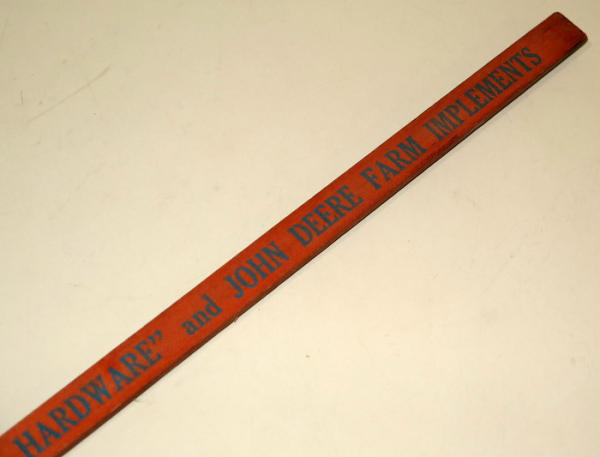 HARDWARE" and JOHN DEERE FARM IMPLEMENTS